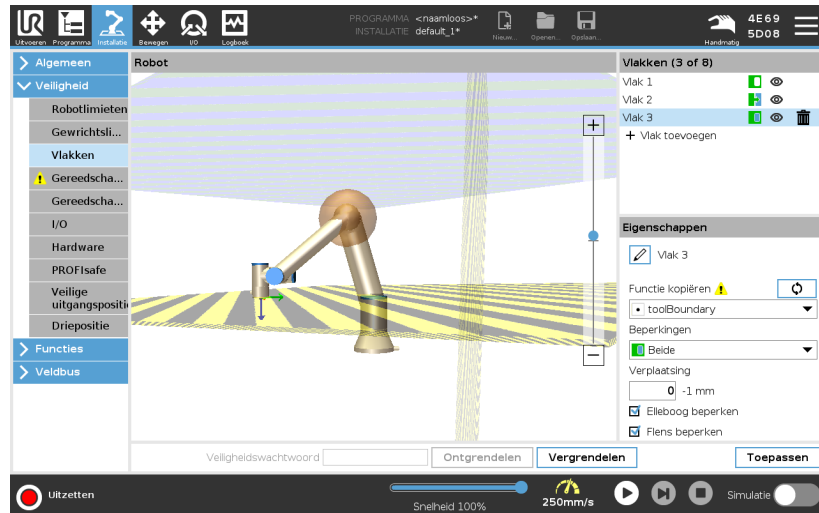 PROGRAMMA <naamloos>*
INSTALLATIE default_1*
4E69
5D08
Uitvoeren
Programma
Installatie
Bewegen
I/O
Logboek
Nieuw...
Openen...
Opslaan...
Handmatig
Algemeen
Veiligheid
Robotlimieten
Gewrichtsli...
Vlakken
Gereedscha...
Gereedscha...
I/O
Hardware
PROFIsafe
Veilige
uitgangspositi
Driepositie
Functies
Veldbus
Robot
Vlakken (3 of 8)
Vlak 1
Vlak 2
Vlak 3
+ Vlak toevoegen
Eigenschappen
Vlak 3
Functie kopiëren
toolBoundary
Beperkingen
Beide
Verplaatsing
0 -1 mm
Elleboog beperken
Flens beperken
Veiligheidswachtwoord
Ontgrendelen
Vergrendelen
Toepassen
Uitzetten
Snelheid 100%
250mm/s
Simulatie